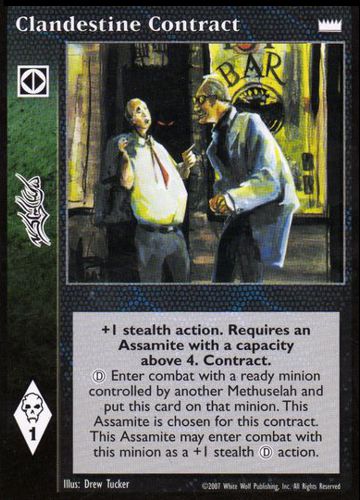 Clandestine Contract
BAR
+1 stealth action. Requires an
Assamite with a capacity
above 4. Contract.
Ⓓ Enter combat with a ready minion
controlled by another Methuselah and
put this card on that minion. This
Assamite is chosen for this contract.
This Assamite may enter combat with
this minion as a +1 stealth Ⓓ action.
1
Illus: Drew Tucker
©2007 White Wolf Publishing, Inc. All Rights Reserved